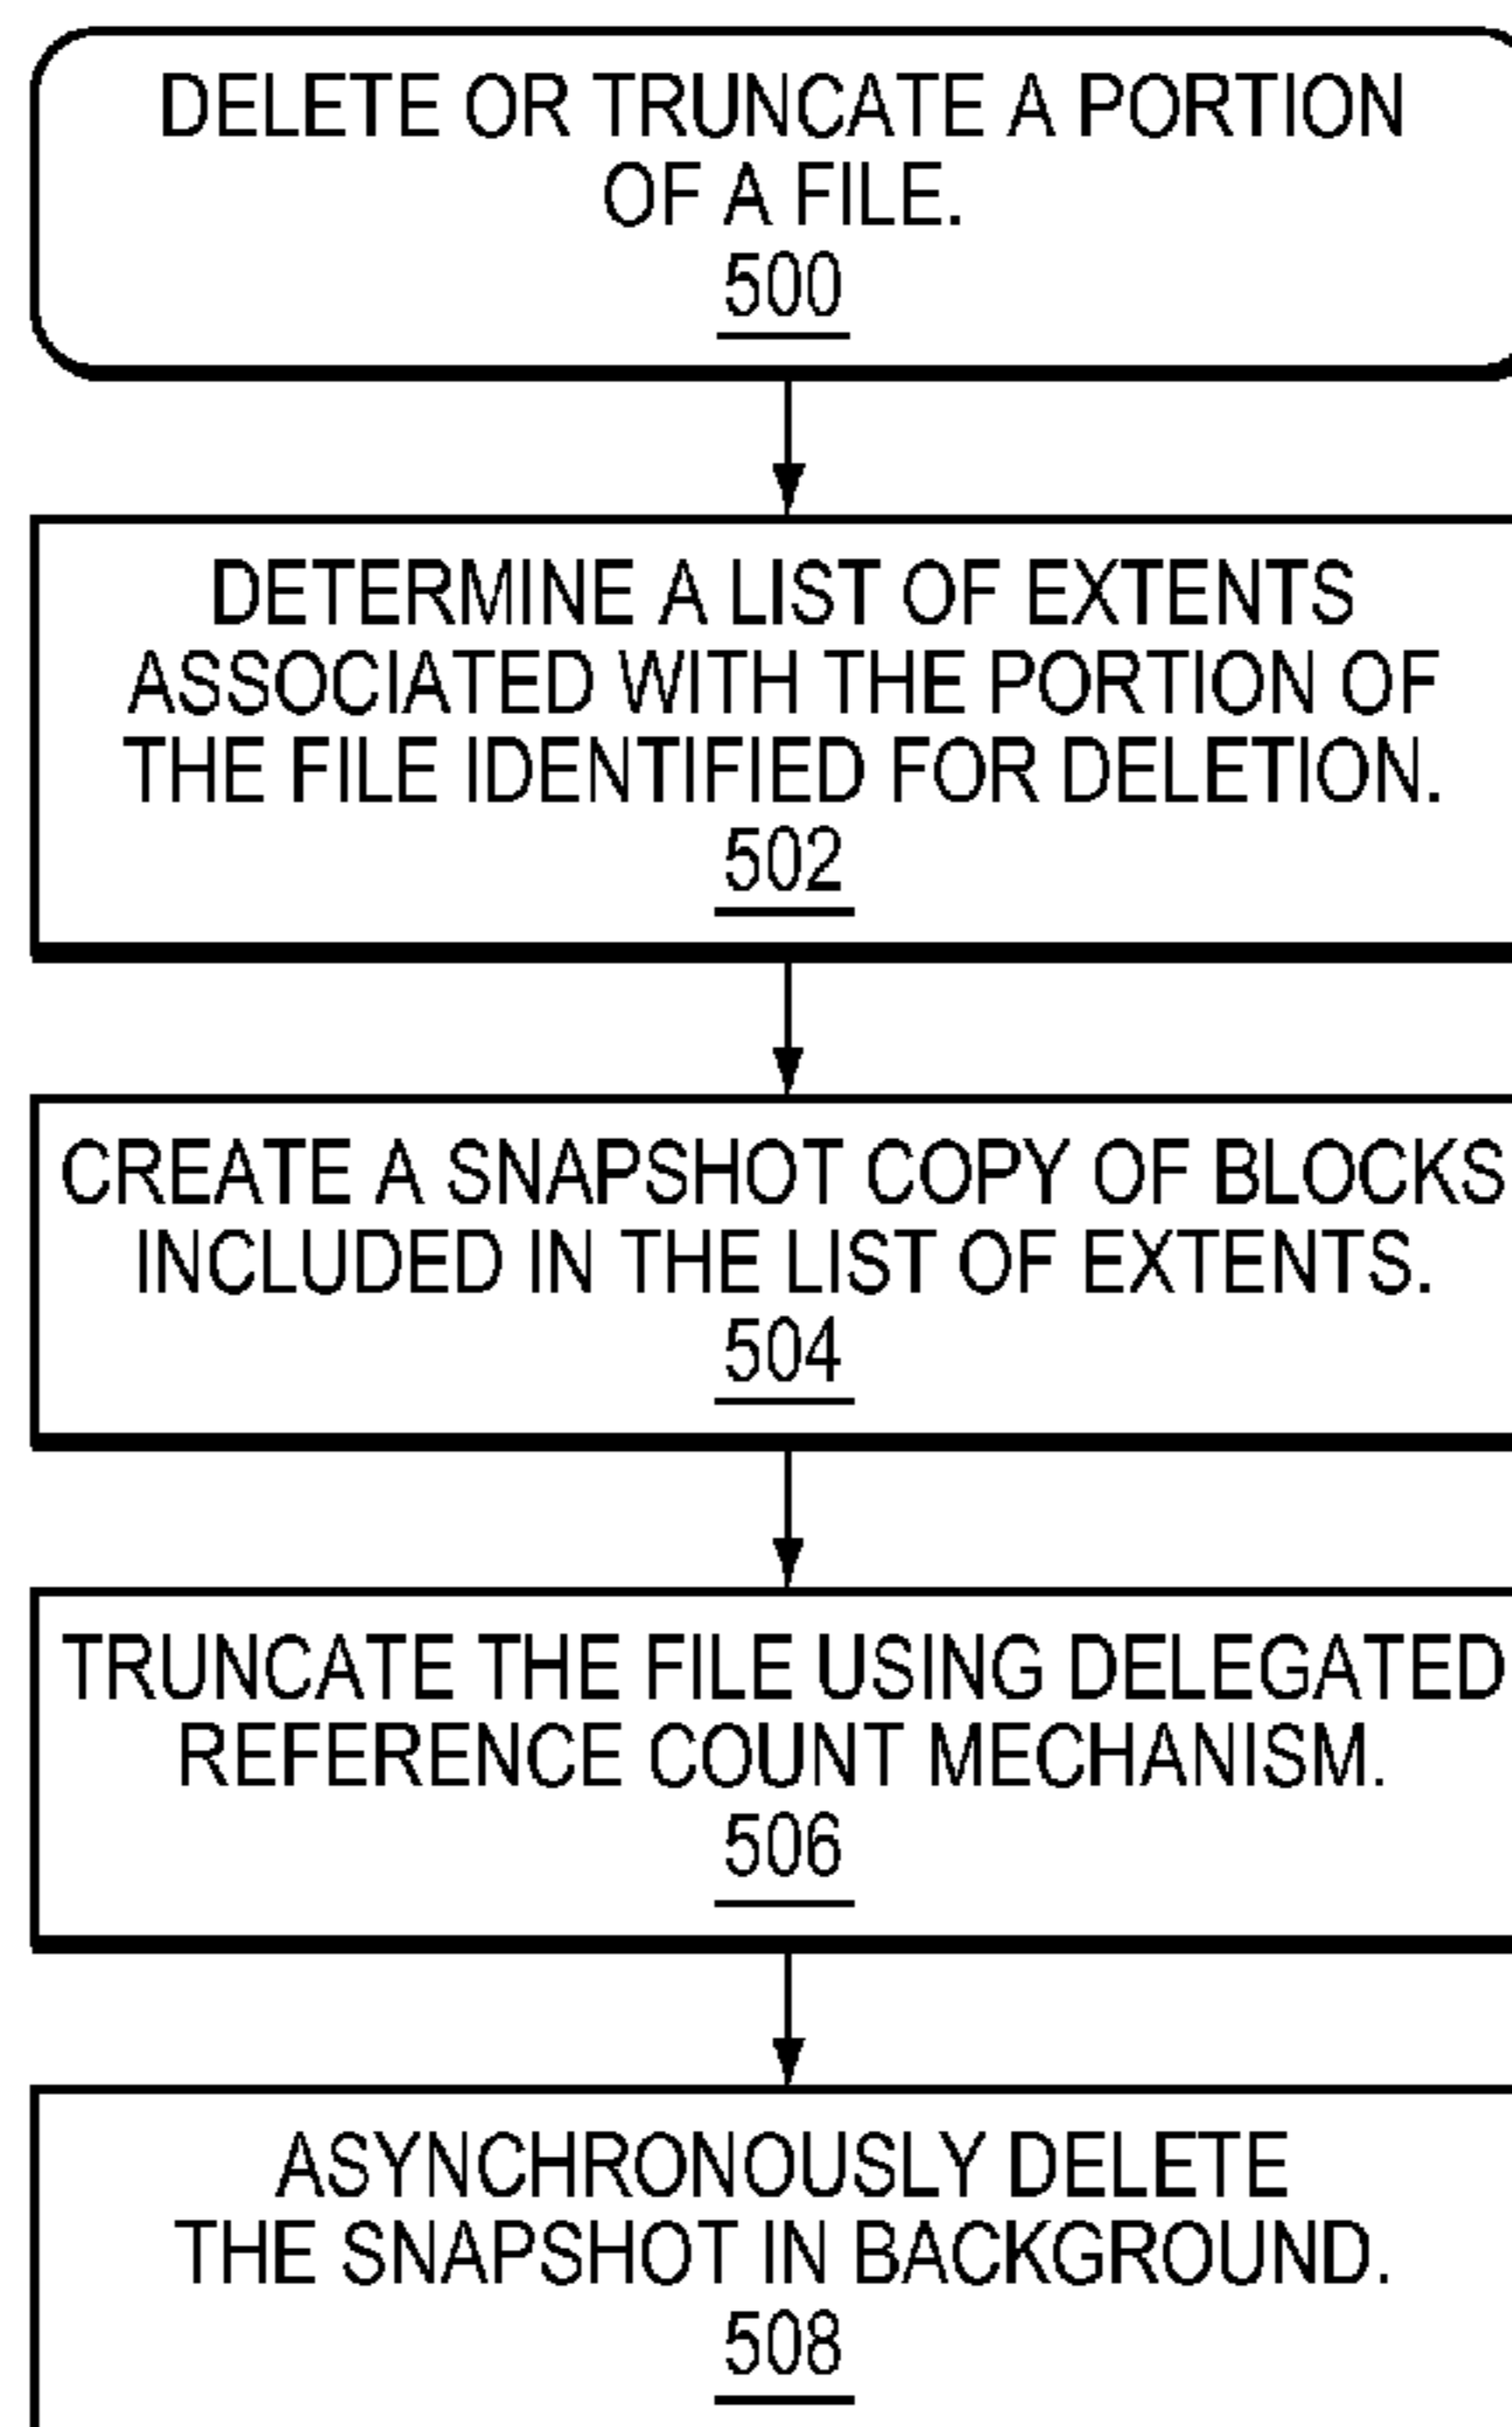 DELETE OR TRUNCATE A PORTION
OF A FILE.
500
DETERMINE A LIST OF EXTENTS
ASSOCIATED WITH THE PORTION OF
THE FILE IDENTIFIED FOR DELETION.
502
CREATE A SNAPSHOT COPY OF BLOCKS
INCLUDED IN THE LIST OF EXTENTS.
504
TRUNCATE THE FILE USING DELEGATED
REFERENCE COUNT MECHANISM.
506
ASYNCHRONOUSLY DELETE
THE SNAPSHOT IN BACKGROUND.
508